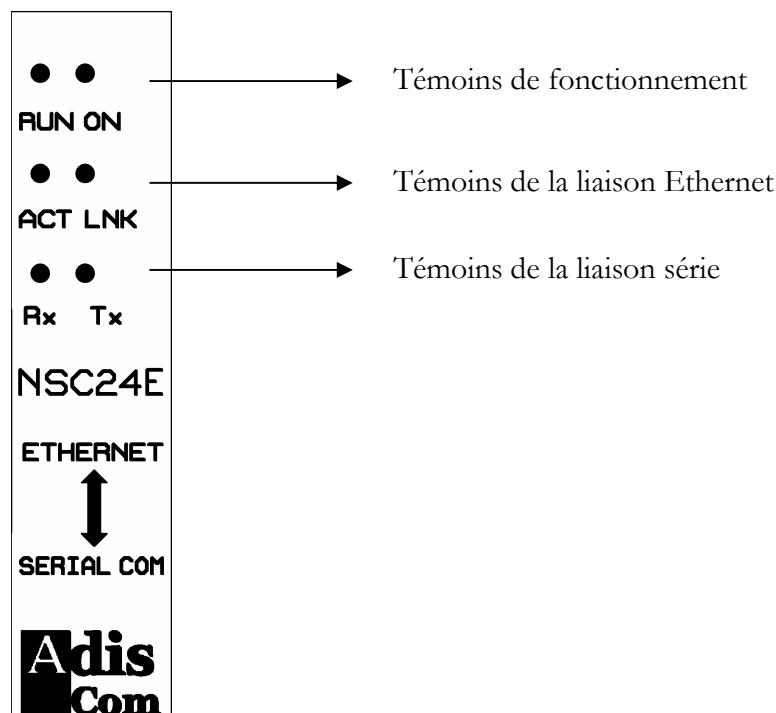 Témoins de fonctionnement
RUN ON
Témoins de la liaison Ethernet
ACT LNK
Témoins de la liaison série
Rx Tx
NSC24E
ETHERNET
SERIAL COM
Adis
Com